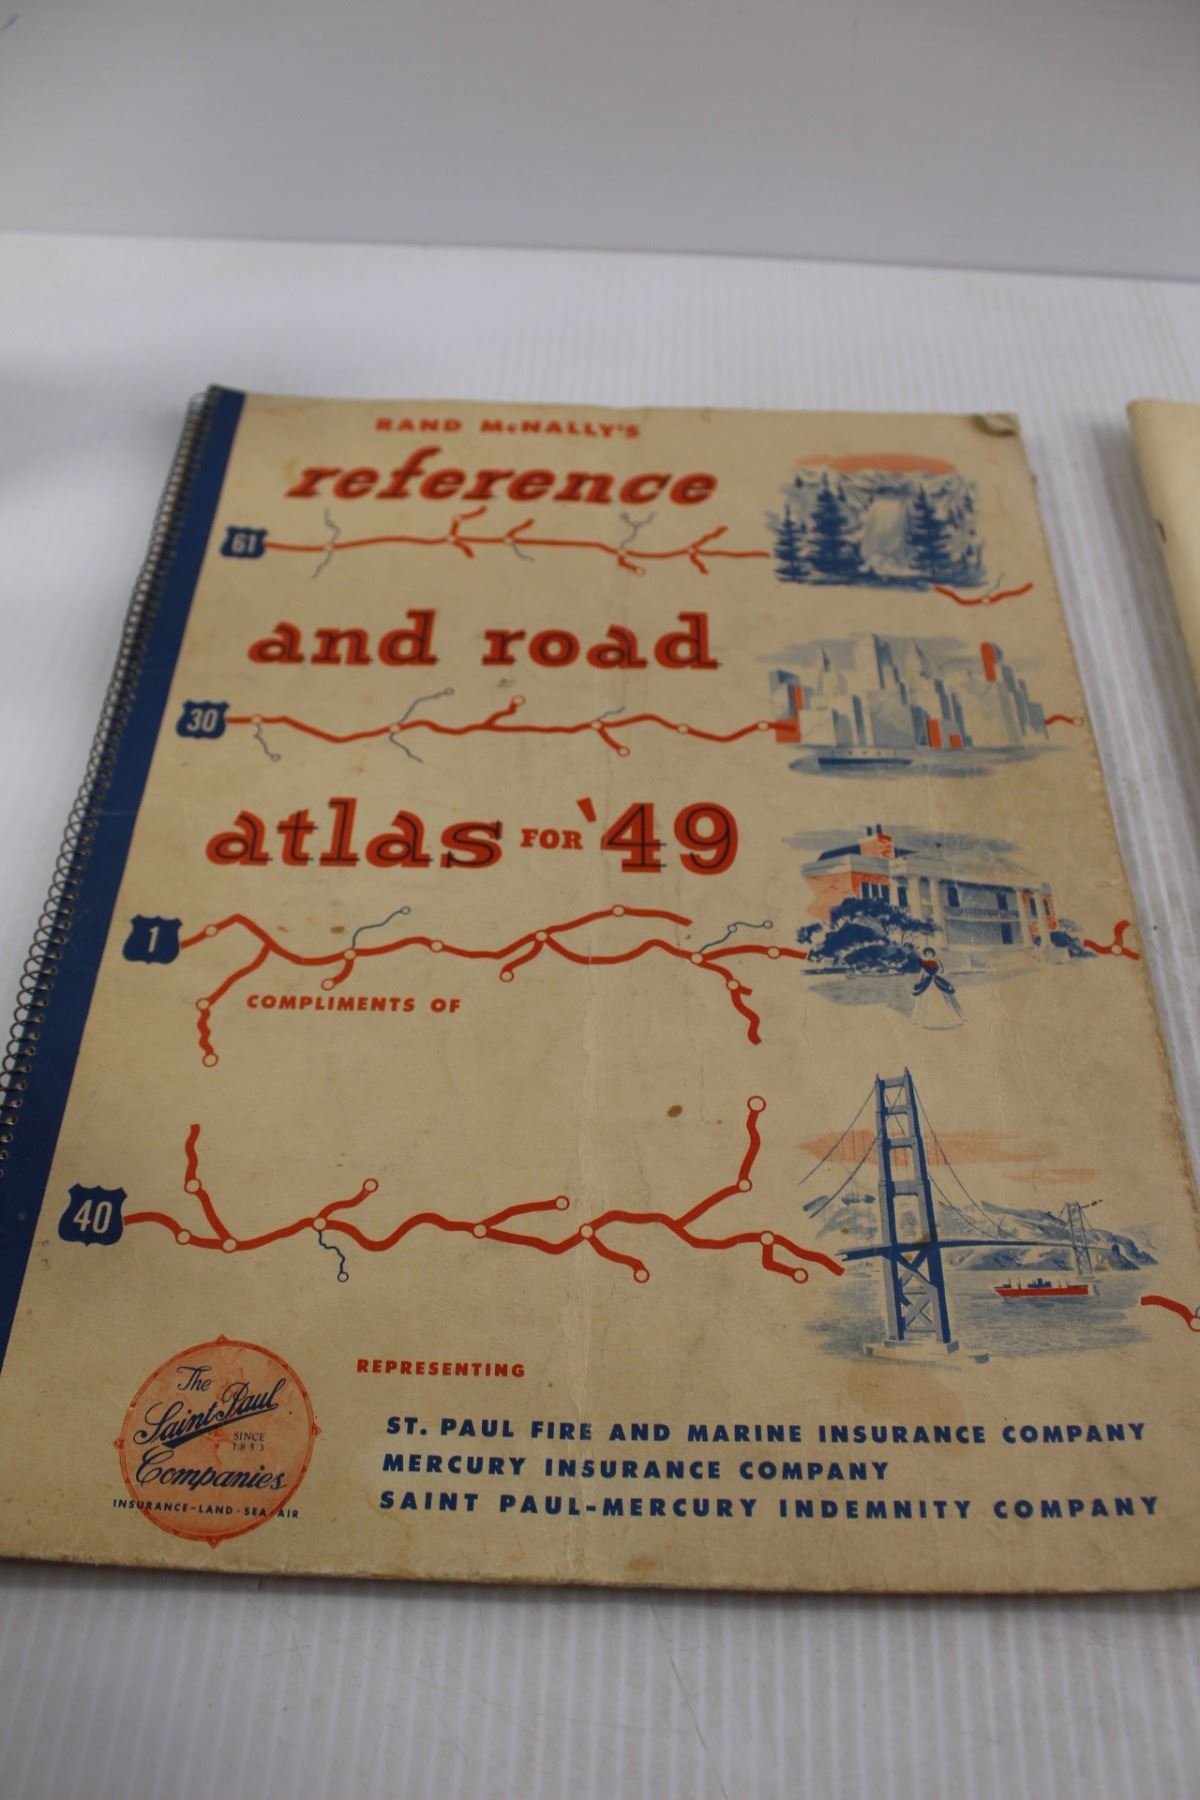 RAND McNALLY'S
reference
61
and road
30
atlas FOR '49
1
COMPLIMENTS OF
40
The
Saint Paul
SINCE
1853
Companies
INSURANCE-LAND·SEA·AIR
REPRESENTING
ST. PAUL FIRE AND MARINE INSURANCE COMPANY
MERCURY INSURANCE COMPANY
SAINT PAUL-MERCURY INDEMNITY COMPANY